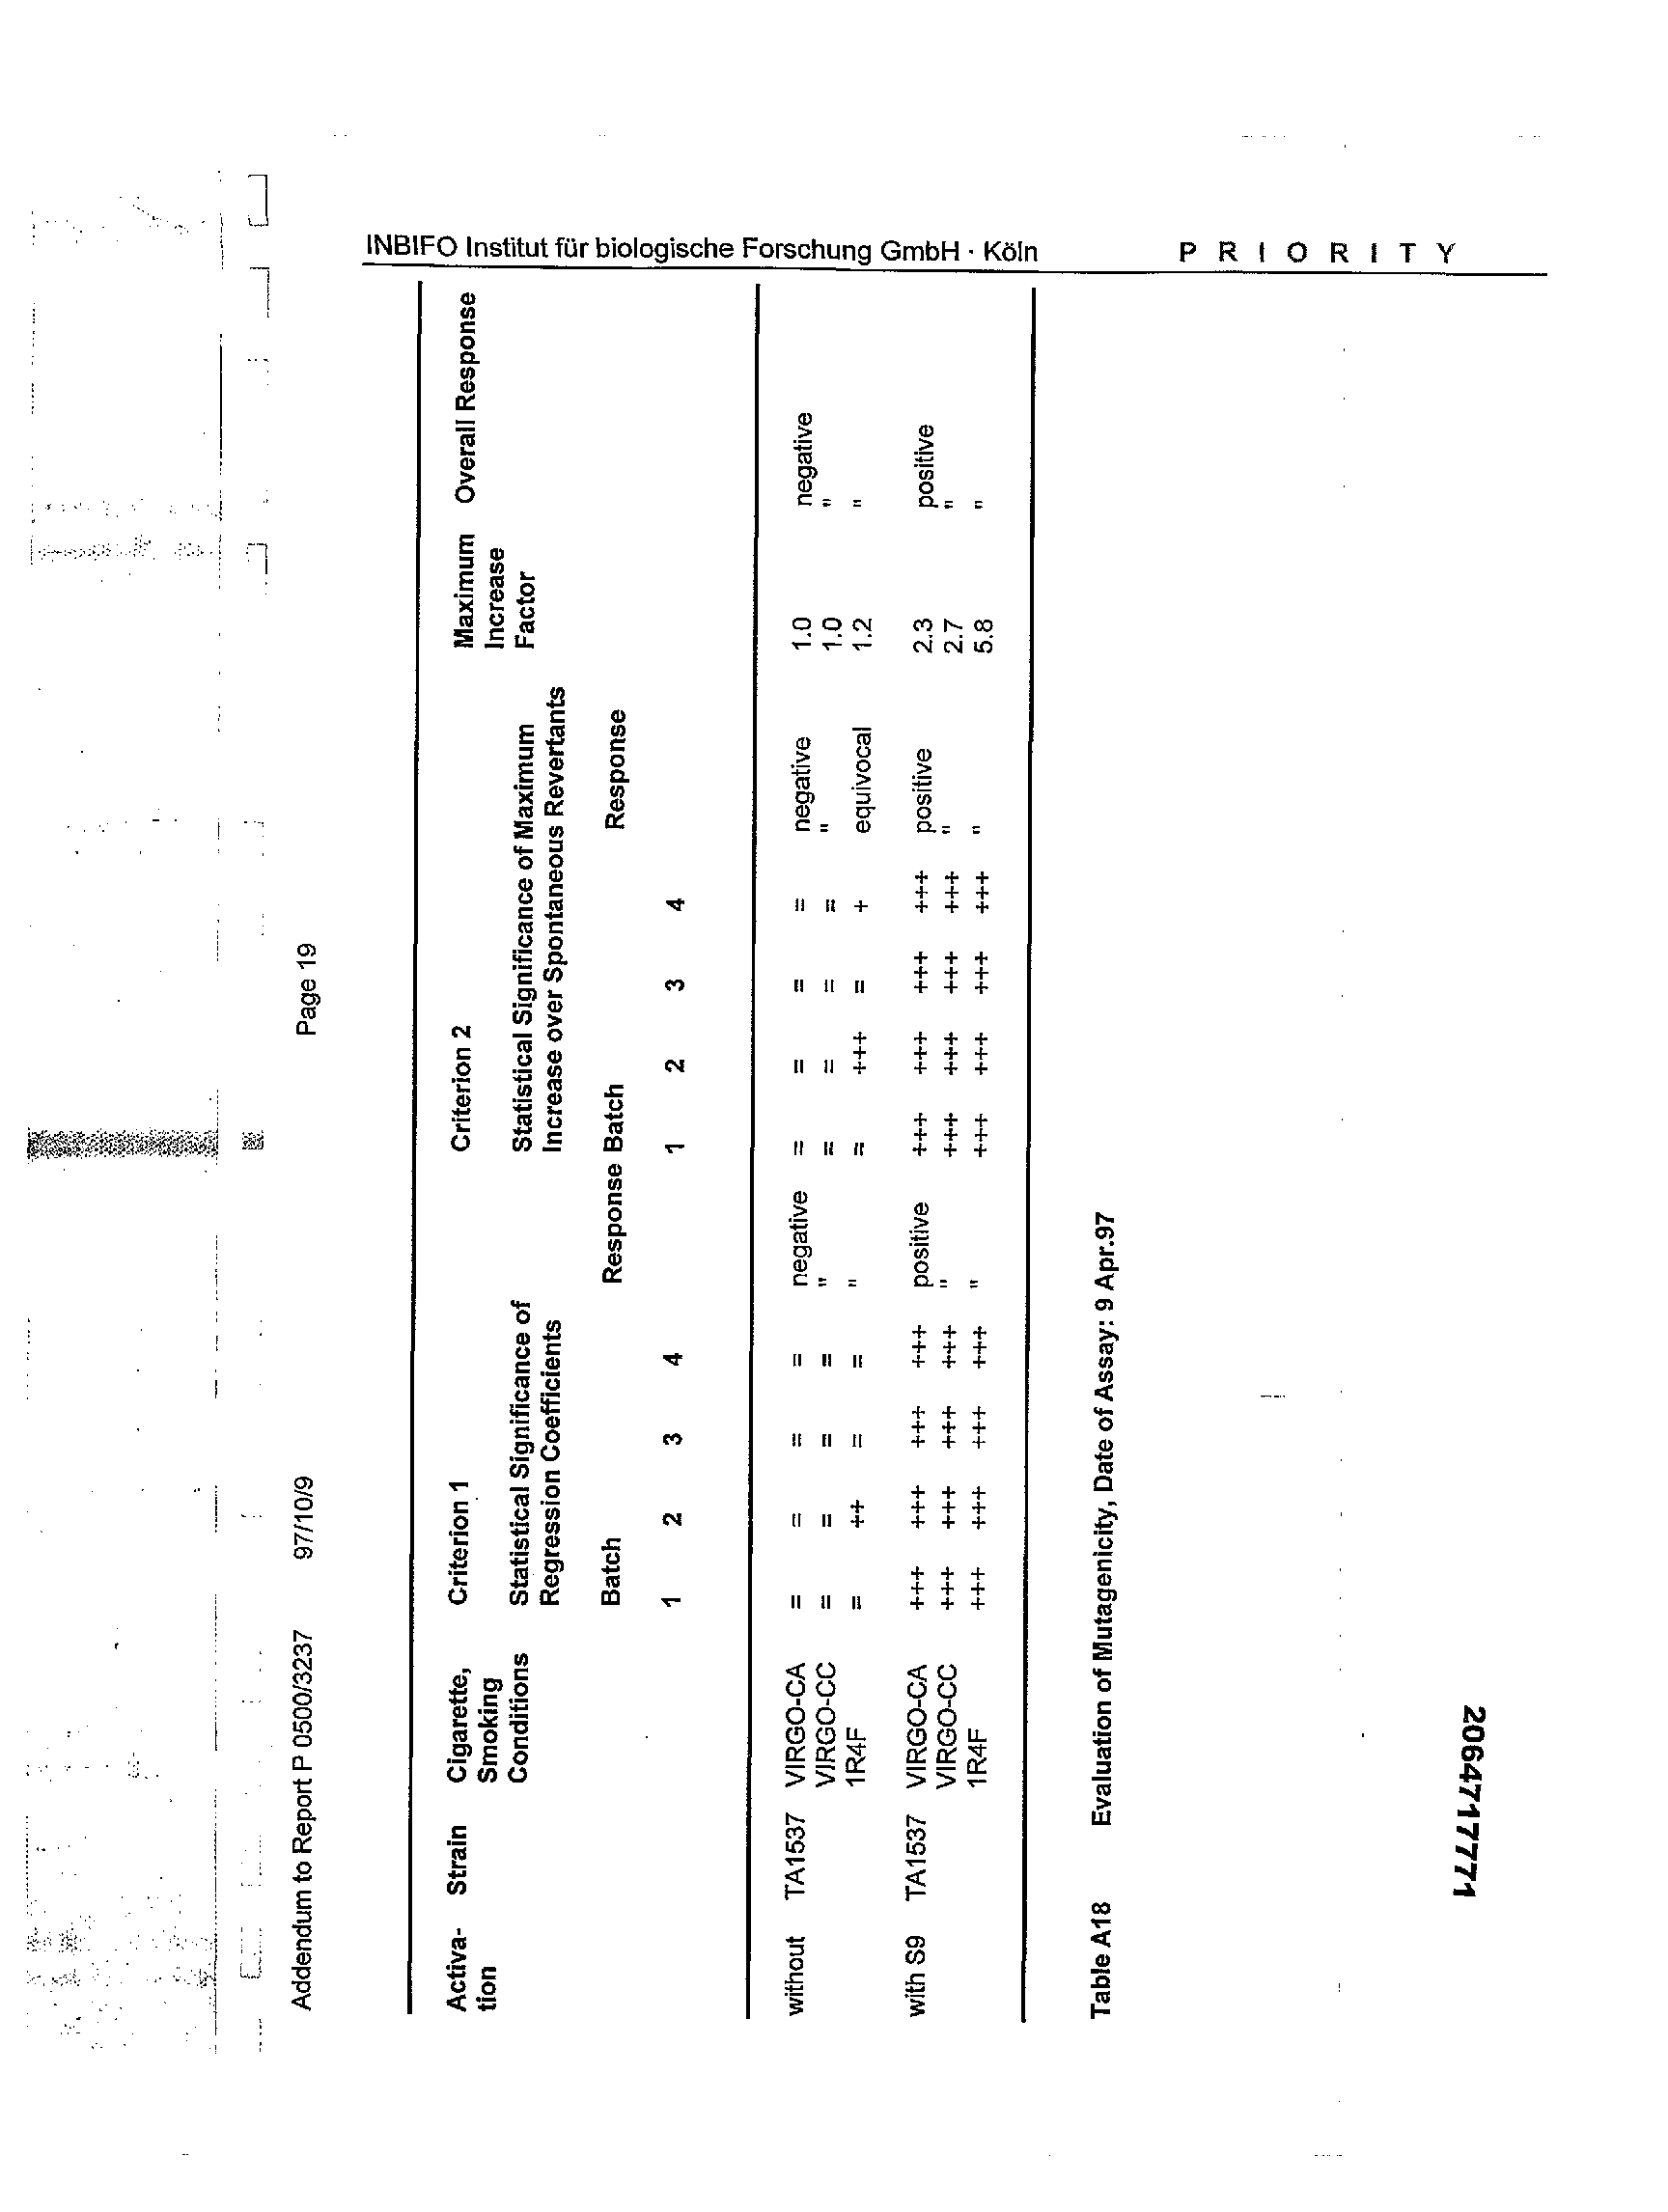 INBIFO Institut für biologische Forschung GmbH · Köln P R I O R I T Y
Addendum to Report P 0500/3237 97/10/9 Page 19
Activa- Strain Cigarette, Criterion 1 Criterion 2 Maximum Overall Response
tion Smoking Increase
Conditions Statistical Significance of Statistical Significance of Maximum Factor
Regression Coefficients Increase over Spontaneous Revertants
Batch Response Batch Response
1 2 3 4 1 2 3 4
without TA1537 VIRGO-CA = = = = negative = = = = negative 1.0 negative
VIRGO-CC = = = = " = = = = " 1.0 "
1R4F = ++ = = " = +++ = + equivocal 1.2 "
with S9 TA1537 VIRGO-CA +++ +++ +++ +++ positive +++ +++ +++ +++ positive 2.3 positive
VIRGO-CC +++ +++ +++ +++ " +++ +++ +++ +++ " 2.7 "
1R4F +++ +++ +++ +++ " +++ +++ +++ +++ " 5.8 "
Table A18 Evaluation of Mutagenicity, Date of Assay: 9 Apr.97
2064717771